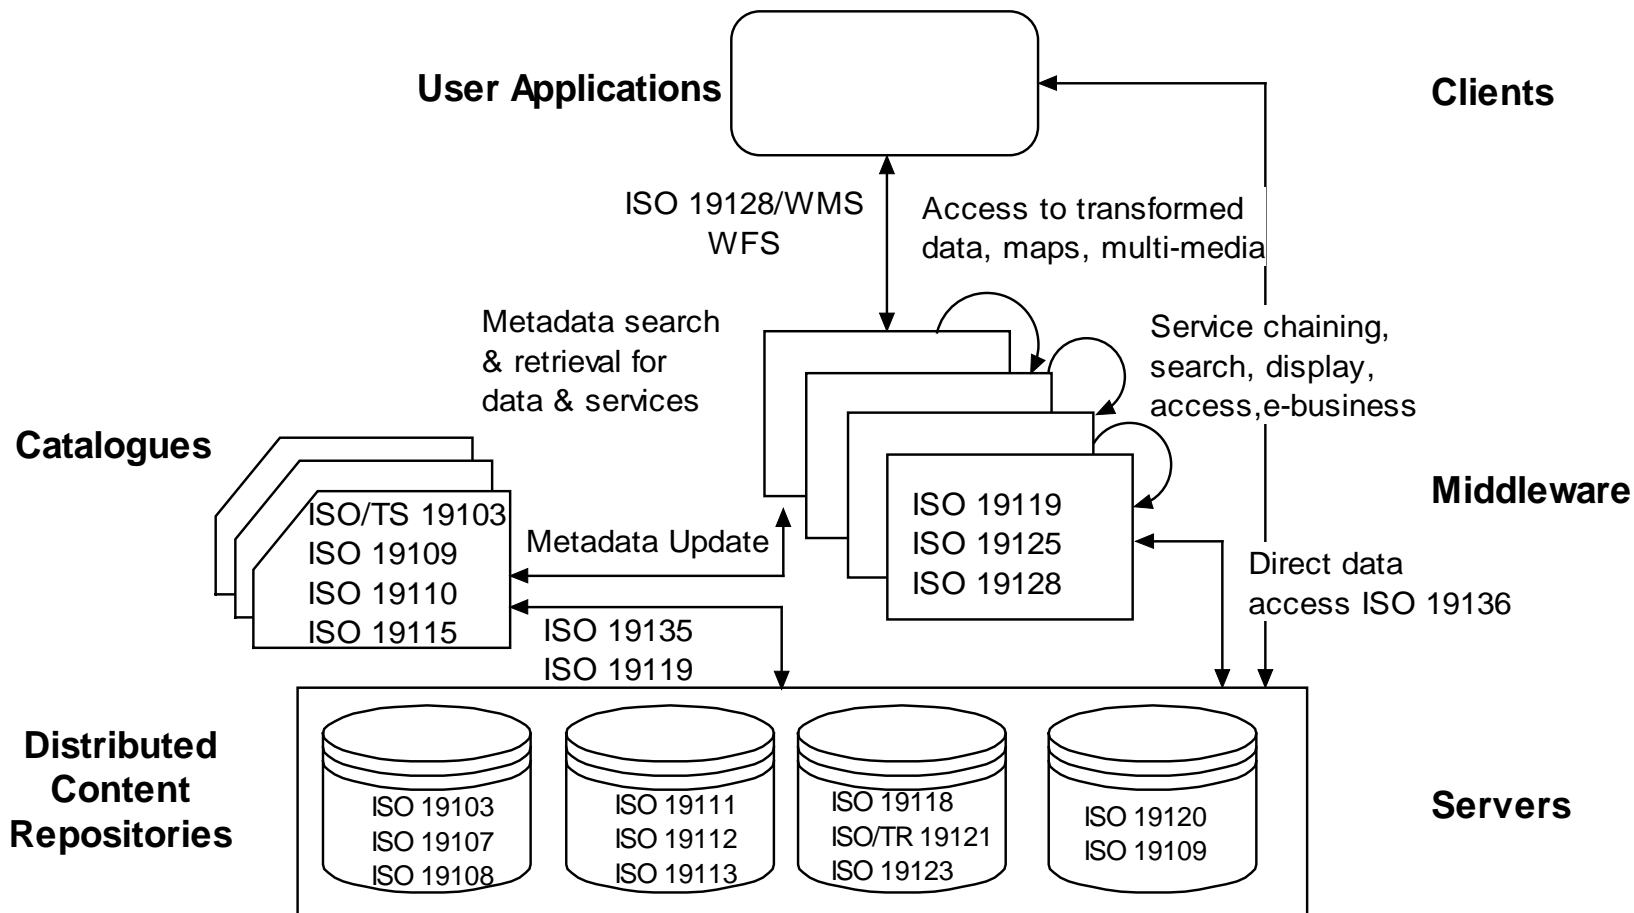 User Applications
Clients
ISO 19128/WMS
WFS
Access to transformed
data, maps, multi-media
Metadata search
& retrieval for
data & services
Service chaining,
search, display,
access,e-business
Catalogues
Middleware
ISO/TS 19103
ISO 19109
ISO 19110
ISO 19115
Metadata Update
ISO 19119
ISO 19125
ISO 19128
Direct data
access ISO 19136
ISO 19135
ISO 19119
Distributed
Content
Repositories
ISO 19103
ISO 19107
ISO 19108
ISO 19111
ISO 19112
ISO 19113
ISO 19118
ISO/TR 19121
ISO 19123
ISO 19120
ISO 19109
Servers